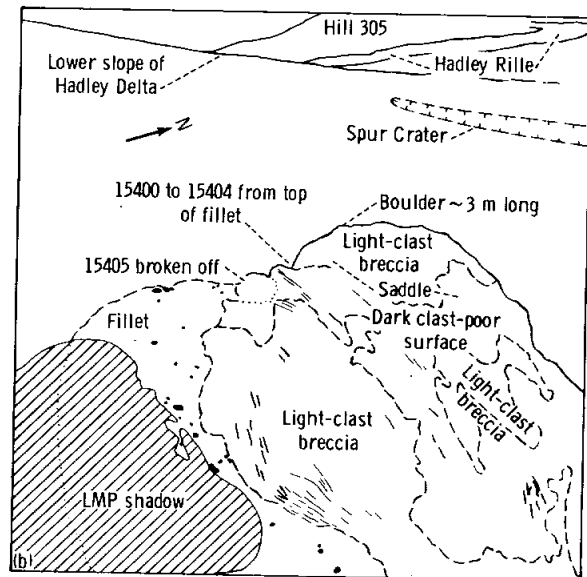 Hill 305
Lower slope of
Hadley Delta
Hadley Rille
N
Spur Crater
15400 to 15404 from top
of fillet
Boulder ~ 3 m long
Light-clast
breccia
15405 broken off
Saddle
Fillet
Dark clast-poor
surface
Light-clast
breccia
Light-clast
breccia
LMP shadow
(b)